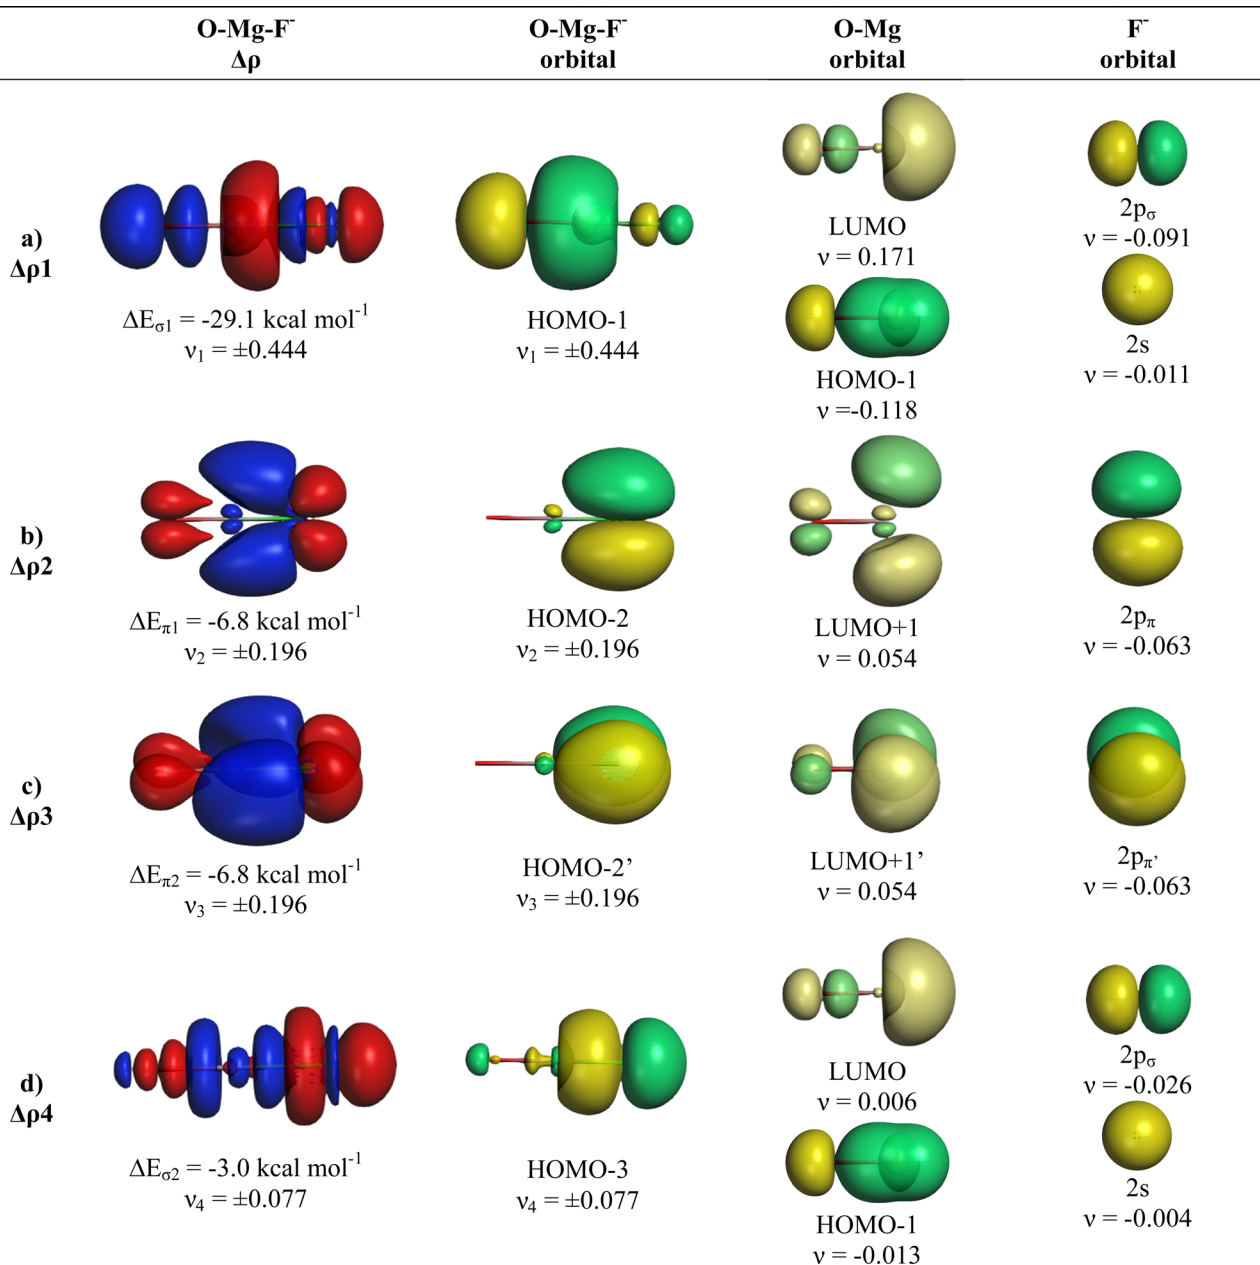 O-Mg-F⁻ O-Mg-F⁻ O-Mg F⁻
Δρ orbital orbital orbital
a)
Δρ1
ΔEσ1 = -29.1 kcal mol⁻¹
ν₁ = ±0.444
HOMO-1
ν₁ = ±0.444
LUMO
ν = 0.171
HOMO-1
ν =-0.118
2pσ
ν = -0.091
2s
ν = -0.011
b)
Δρ2
ΔEπ1 = -6.8 kcal mol⁻¹
ν₂ = ±0.196
HOMO-2
ν₂ = ±0.196
LUMO+1
ν = 0.054
2pπ
ν = -0.063
c)
Δρ3
ΔEπ2 = -6.8 kcal mol⁻¹
ν₃ = ±0.196
HOMO-2’
ν₃ = ±0.196
LUMO+1’
ν = 0.054
2pπ’
ν = -0.063
d)
Δρ4
ΔEσ2 = -3.0 kcal mol⁻¹
ν₄ = ±0.077
HOMO-3
ν₄ = ±0.077
LUMO
ν = 0.006
HOMO-1
ν = -0.013
2pσ
ν = -0.026
2s
ν = -0.004